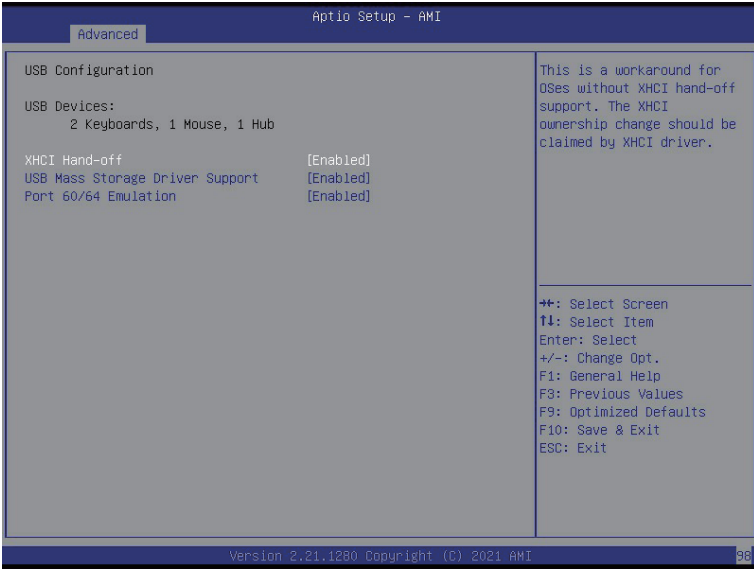 Aptio Setup – AMI
Advanced
USB Configuration
USB Devices:
2 Keyboards, 1 Mouse, 1 Hub
XHCI Hand-off [Enabled]
USB Mass Storage Driver Support [Enabled]
Port 60/64 Emulation [Enabled]
This is a workaround for
OSes without XHCI hand-off
support. The XHCI
ownership change should be
claimed by XHCI driver.
→←: Select Screen
↑↓: Select Item
Enter: Select
+/-: Change Opt.
F1: General Help
F3: Previous Values
F9: Optimized Defaults
F10: Save & Exit
ESC: Exit
Version 2.21.1280 Copyright (C) 2021 AMI
98